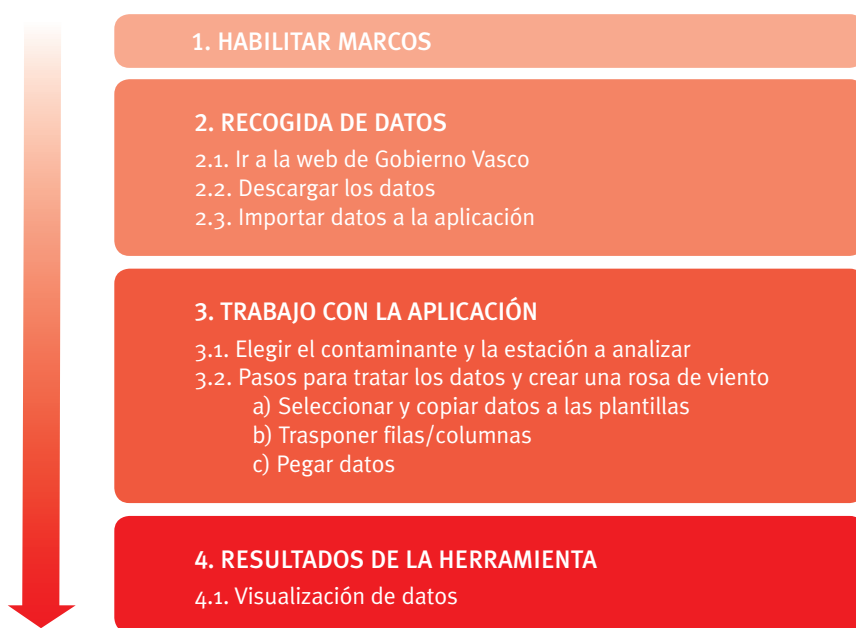 1. HABILITAR MARCOS
2. RECOGIDA DE DATOS
2.1. Ir a la web de Gobierno Vasco
2.2. Descargar los datos
2.3. Importar datos a la aplicación
3. TRABAJO CON LA APLICACIÓN
3.1. Elegir el contaminante y la estación a analizar
3.2. Pasos para tratar los datos y crear una rosa de viento
a) Seleccionar y copiar datos a las plantillas
b) Trasponer filas/columnas
c) Pegar datos
4. RESULTADOS DE LA HERRAMIENTA
4.1. Visualización de datos